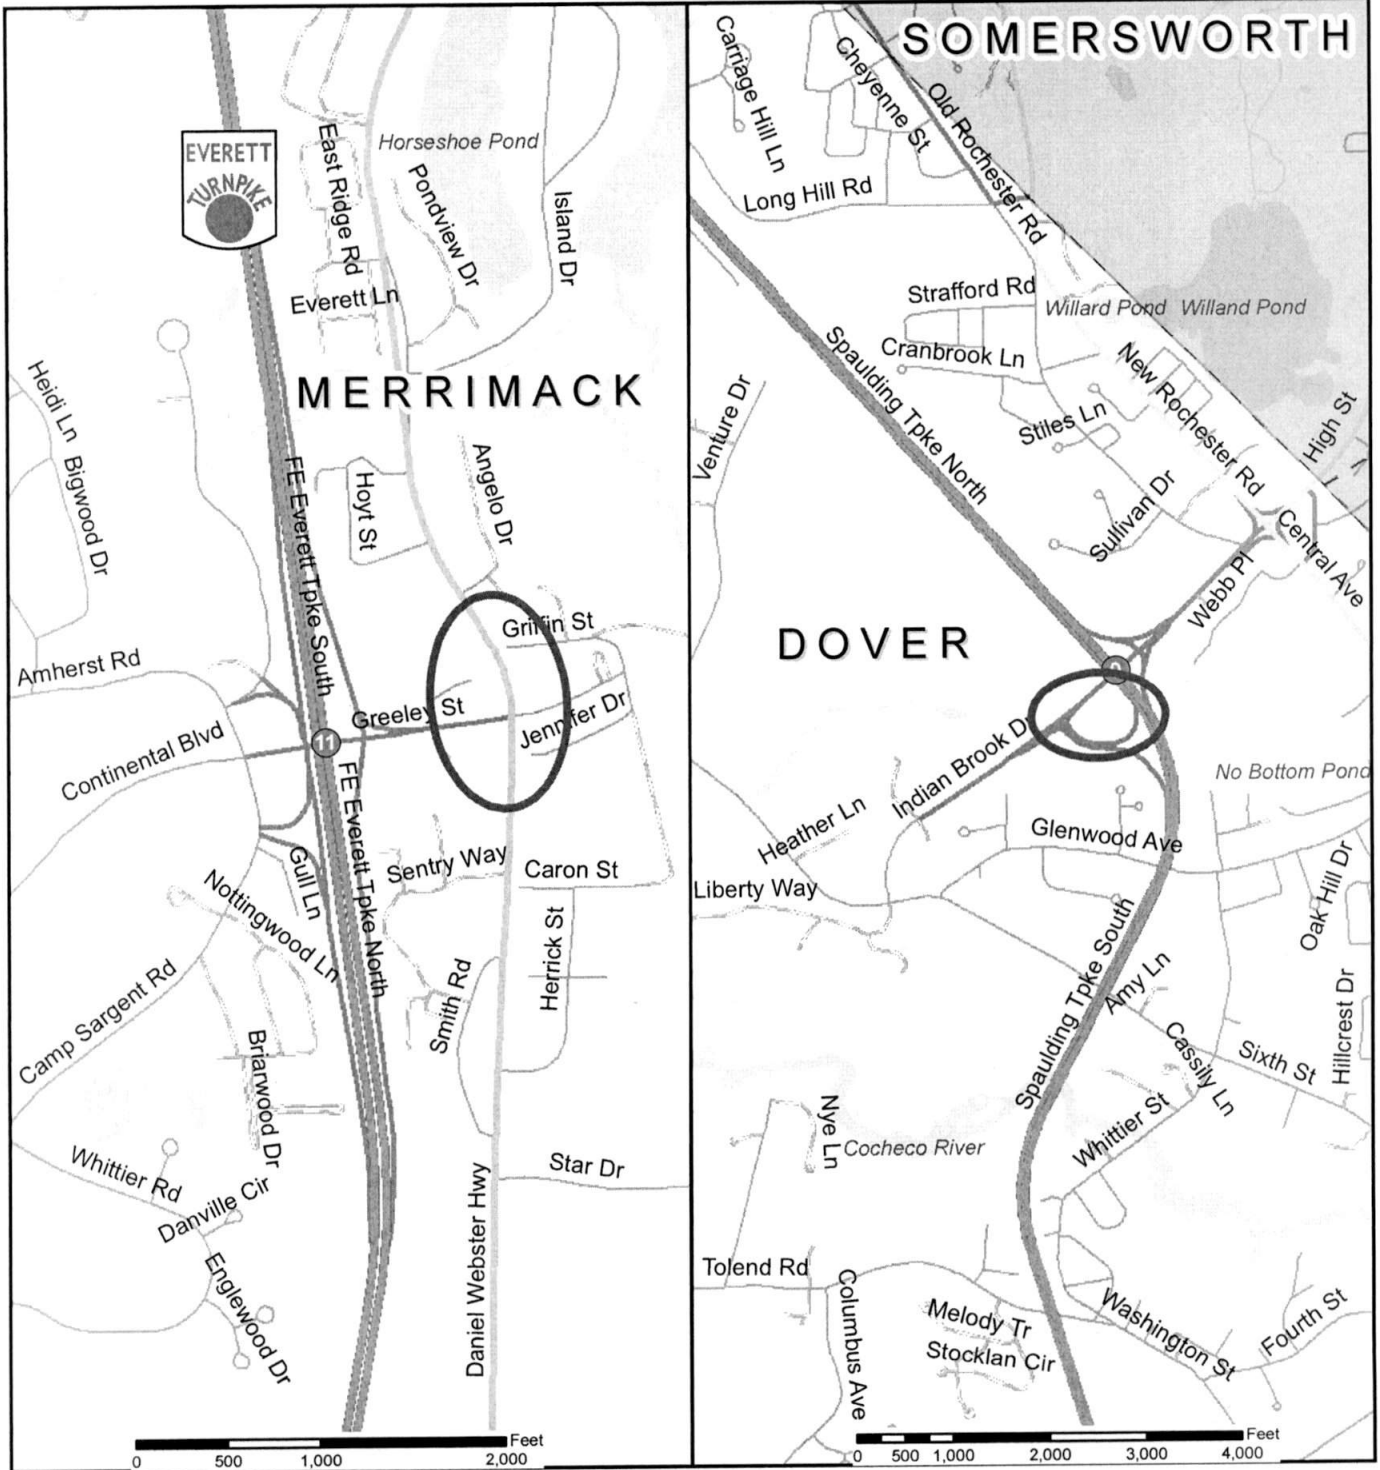 EVERETT
TURNPIKE
East Ridge Rd
Horseshoe Pond
Pondview Dr
Island Dr
Everett Ln
MERRIMACK
Heidi Ln
Bigwood Dr
FE Everett Tpke South
Hoyt St
Angelo Dr
Griffin St
Amherst Rd
Greeley St
Jennifer Dr
Continental Blvd
11
FE Everett Tpke North
Gull Ln
Sentry Way
Caron St
Nottingwood Ln
Herrick St
Smith Rd
Camp Sargent Rd
Briarwood Dr
Whittier Rd
Danville Cir
Star Dr
Englewood Dr
Daniel Webster Hwy
Feet
0 500 1,000 2,000
SOMERSWORTH
Carriage Hill Ln
Cheyenne St
Old Rochester Rd
Long Hill Rd
Strafford Rd
Willard Pond
Willand Pond
Cranbrook Ln
Spaulding Tpke North
New Rochester Rd
Venture Dr
Stiles Ln
High St
Sullivan Dr
Central Ave
Webb Pl
DOVER
Indian Brook D
No Bottom Pond
Heather Ln
Glenwood Ave
Liberty Way
Oak Hill Dr
Spaulding Tpke South
Amy Ln
Cassily Ln
Sixth St
Hillcrest Dr
Nye Ln
Cocheco River
Whittier St
Tolend Rd
Columbus Ave
Melody Tr
Stocklan Cir
Washington St
Fourth St
Feet
0 500 1,000 2,000 3,000 4,000